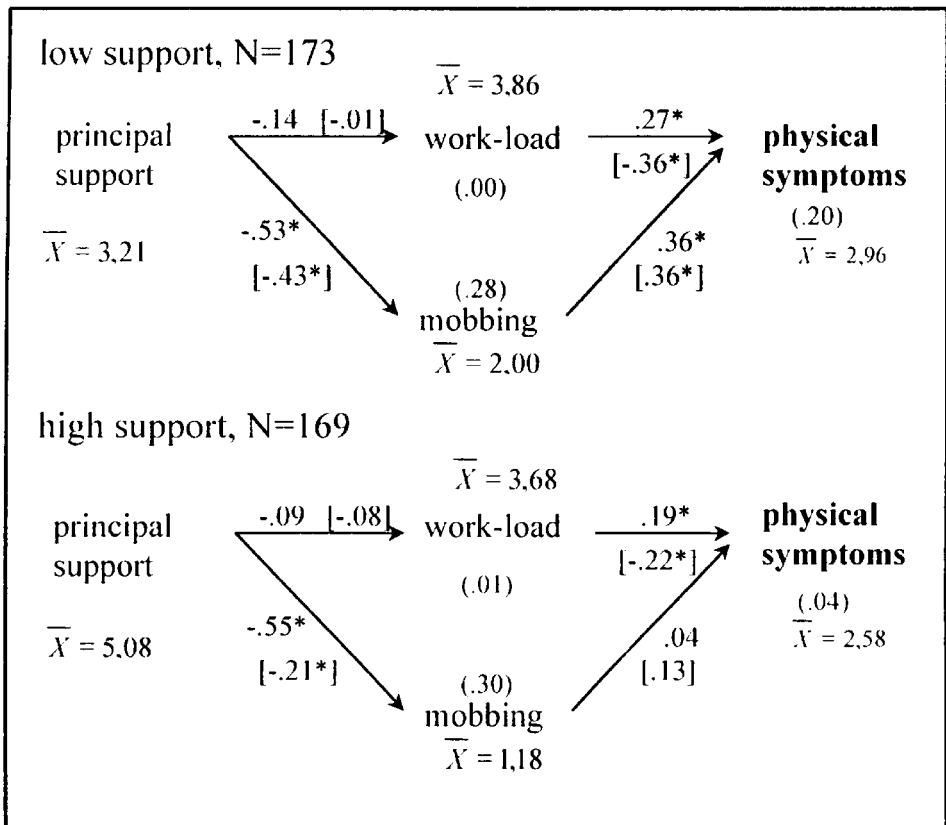 low support, N=173
X̅ = 3,86
-.14 [-.01]
.27*
principal
support
work-load
physical
symptoms
[-.36*]
(.00)
(.20)
X̅ = 3,21
-.53*
.36*
X̅ = 2,96
[-.43*]
[.36*]
(.28)
mobbing
X̅ = 2,00
high support, N=169
X̅ = 3,68
-.09 [-.08]
.19*
principal
support
work-load
physical
symptoms
[-.22*]
(.01)
(.04)
X̅ = 5,08
-.55*
.04
X̅ = 2,58
[-.21*]
[.13]
(.30)
mobbing
X̅ = 1,18